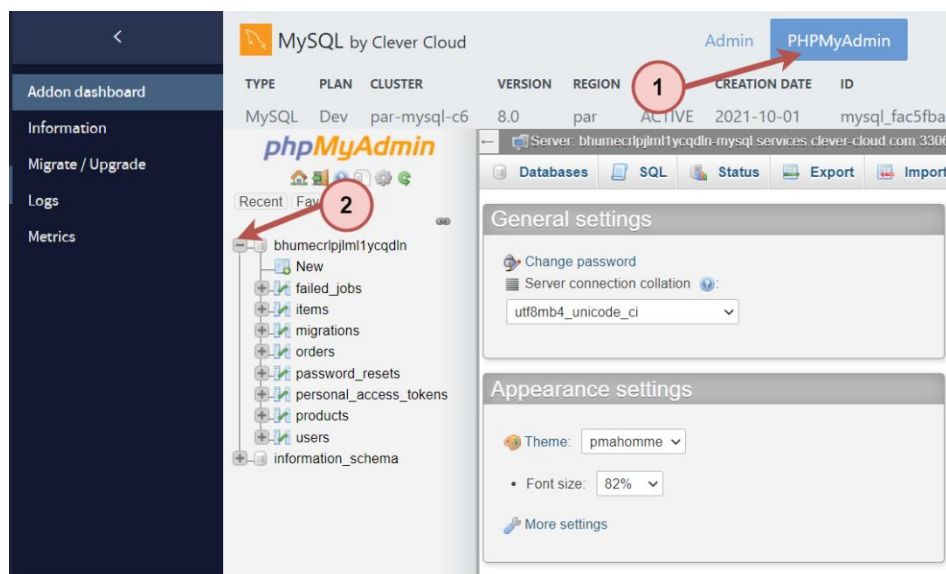 <
MySQL by Clever Cloud
Admin
PHPMyAdmin
TYPE PLAN CLUSTER VERSION REGION CREATION DATE ID
MySQL Dev par-mysql-c6 8.0 par ACTIVE 2021-10-01 mysql_fac5fba
1
Addon dashboard
Information
Migrate / Upgrade
Logs
Metrics
phpMyAdmin
Recent
2
bhumecrlpjlml1ycqdln
New
failed_jobs
items
migrations
orders
password_resets
personal_access_tokens
products
users
information_schema
Server: bhumecrlpjlml1ycqdln-mysql.services.clever-cloud.com:3306
Databases SQL Status Export Import
General settings
Change password
Server connection collation :
utf8mb4_unicode_ci
Appearance settings
Theme: pmahomme
• Font size: 82%
More settings